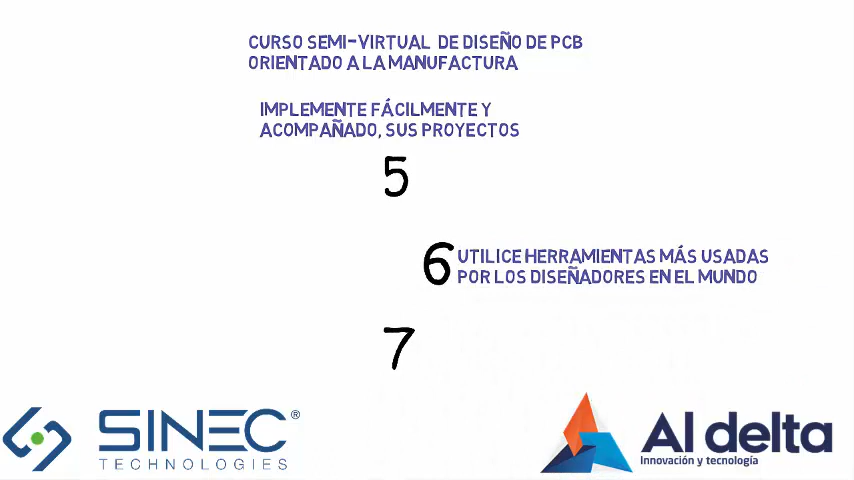 CURSO SEMI-VIRTUAL DE DISEÑO DE PCB
ORIENTADO A LA MANUFACTURA
IMPLEMENTE FÁCILMENTE Y
ACOMPAÑADO, SUS PROYECTOS
5
6
UTILICE HERRAMIENTAS MÁS USADAS
POR LOS DISEÑADORES EN EL MUNDO
7
SINEC®
TECHNOLOGIES
AI delta
Innovación y tecnología